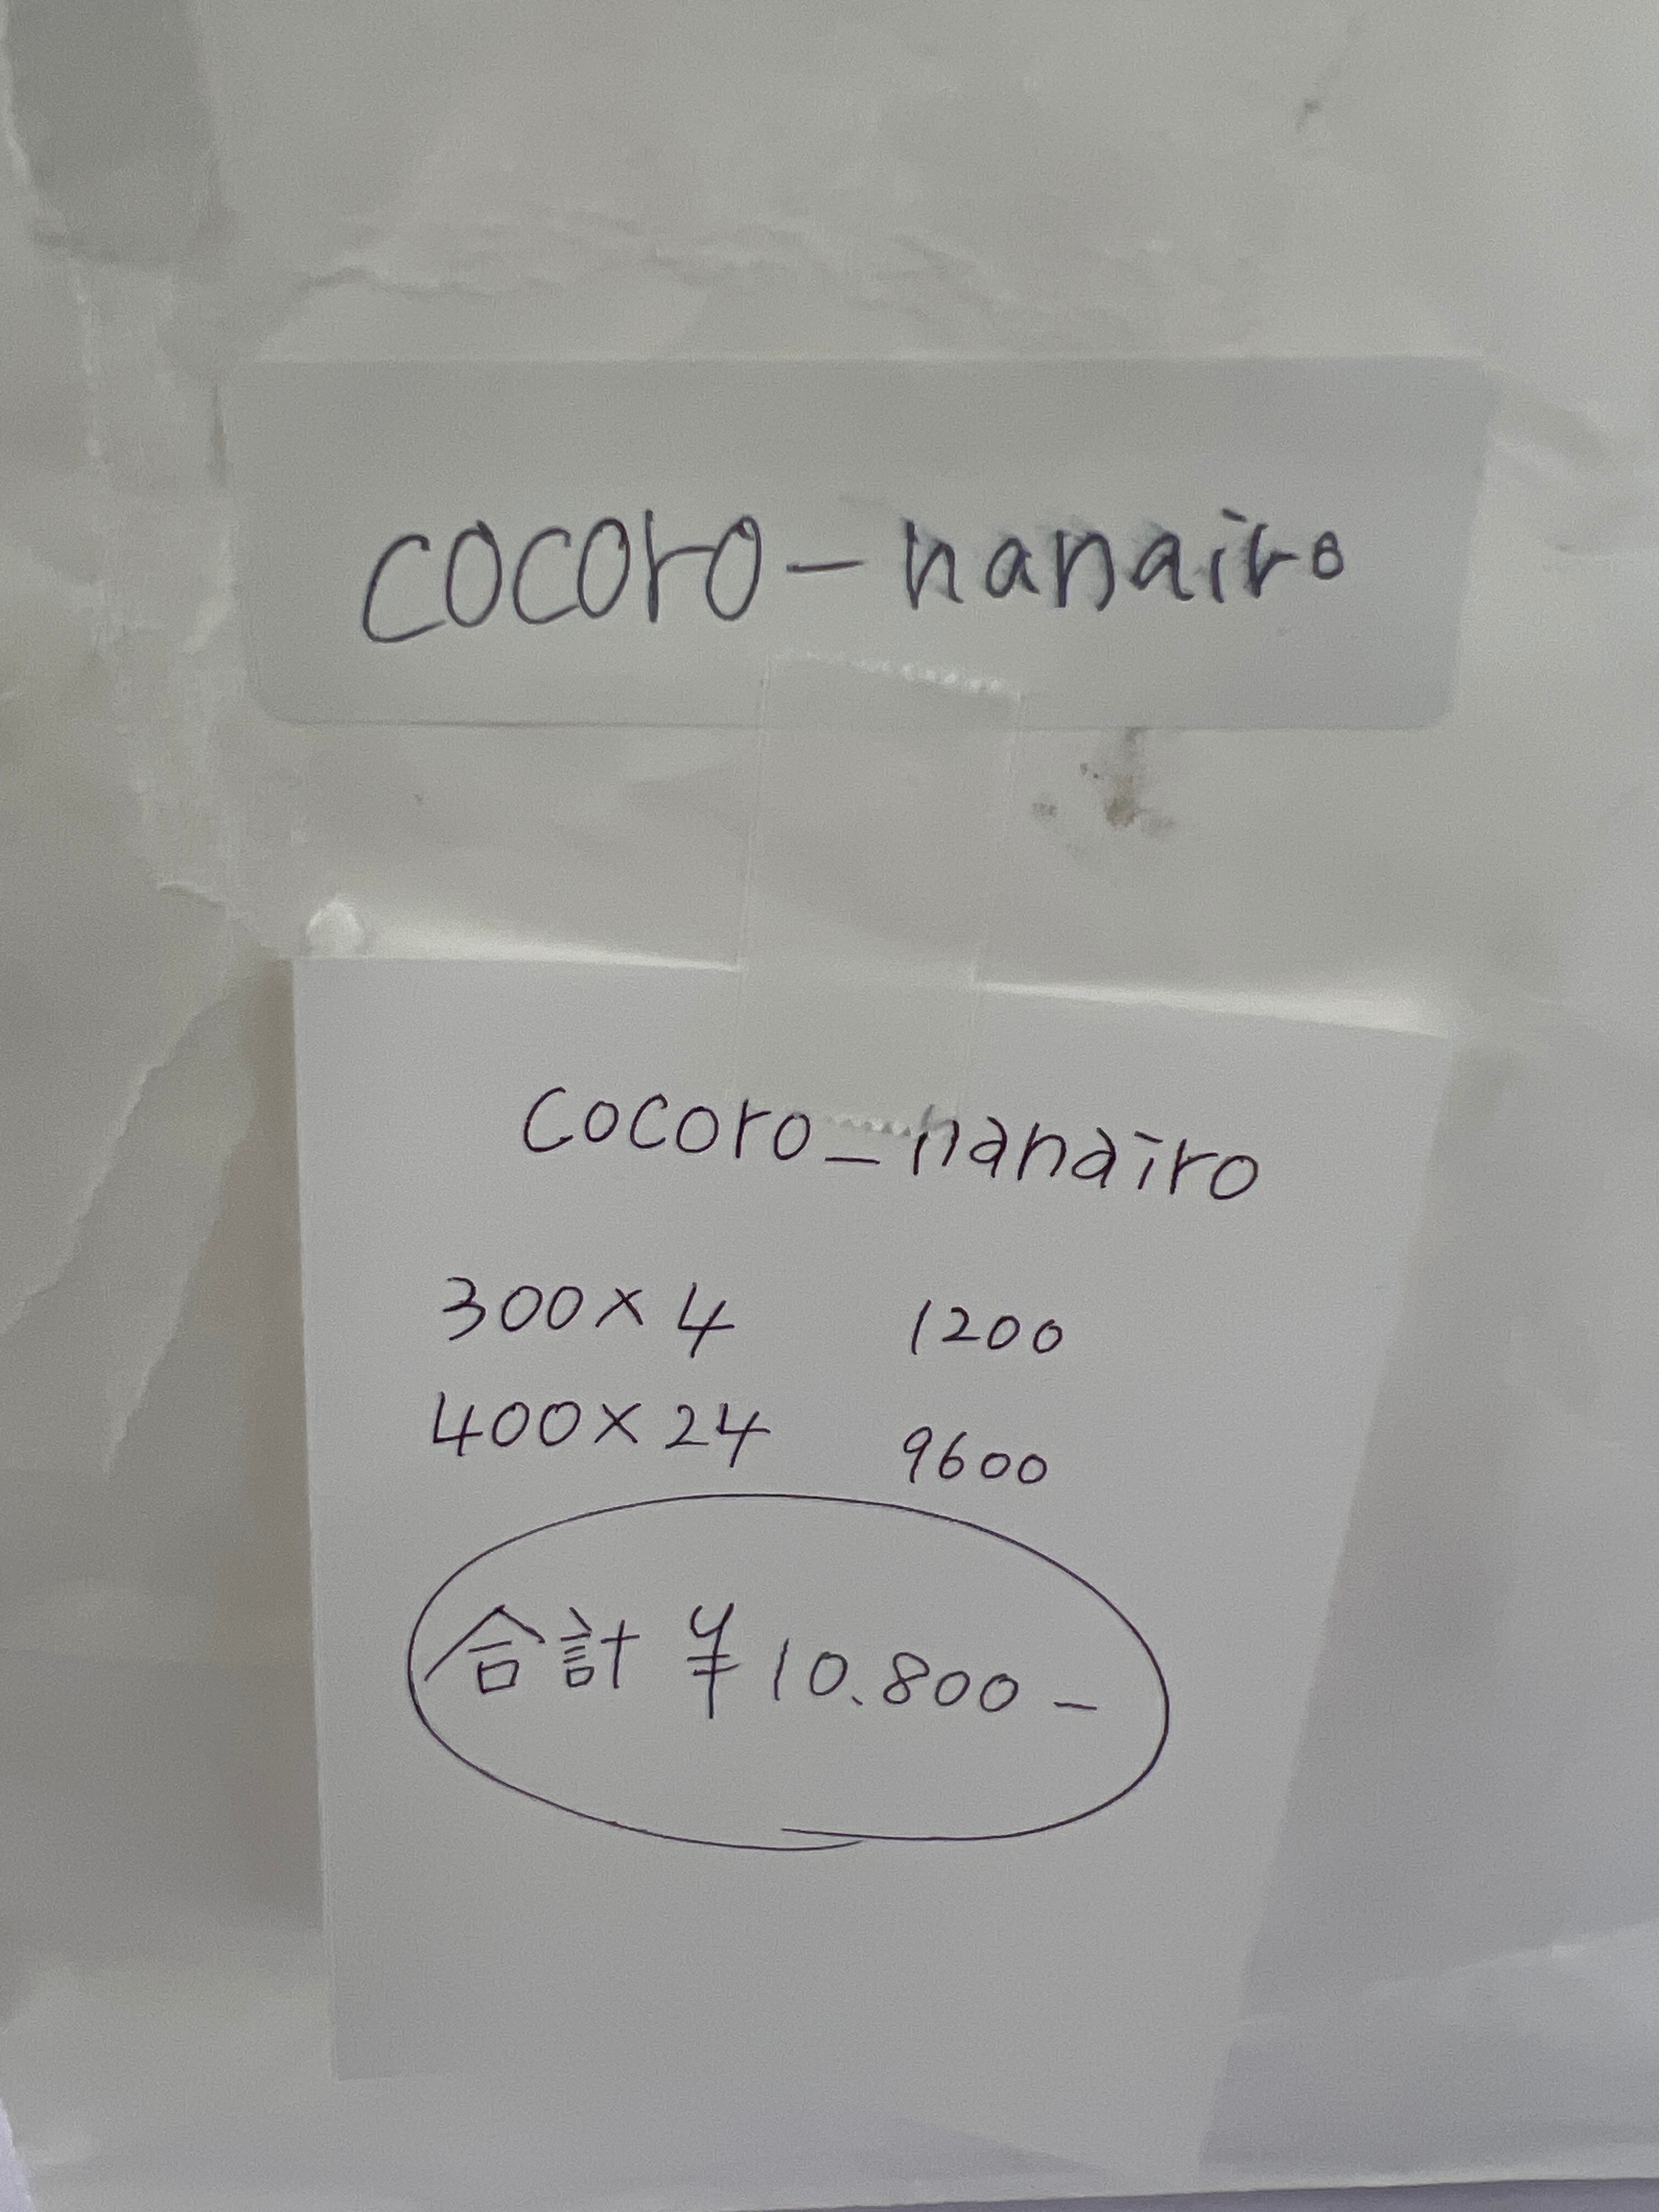 cocoro-nanairo
cocoro_nanairo
300×4 1200
400×24 9600
合計 ¥10.800-